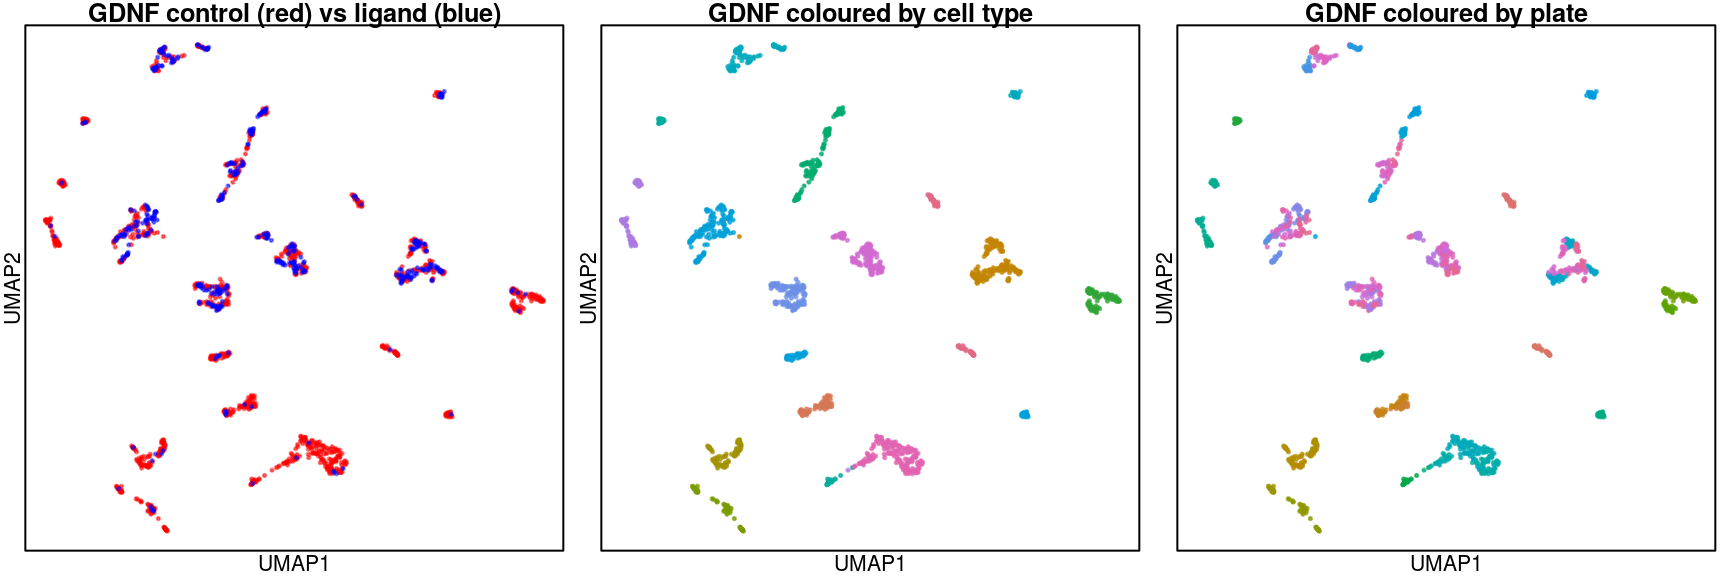 GDNF control (red) vs ligand (blue)
GDNF coloured by cell type
GDNF coloured by plate
UMAP2
UMAP2
UMAP2
UMAP1
UMAP1
UMAP1